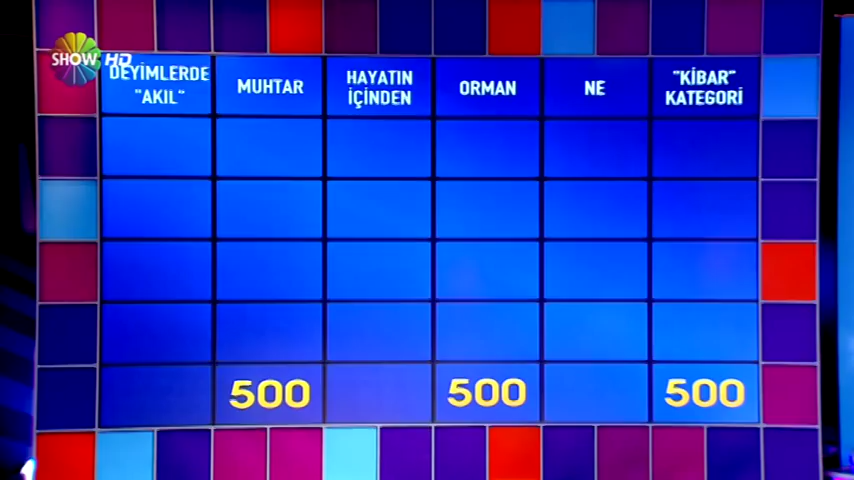 SHOW HD
DEYİMLERDE
"AKIL"
MUHTAR
HAYATIN
İÇİNDEN
ORMAN
NE
"KİBAR"
KATEGORİ
500
500
500